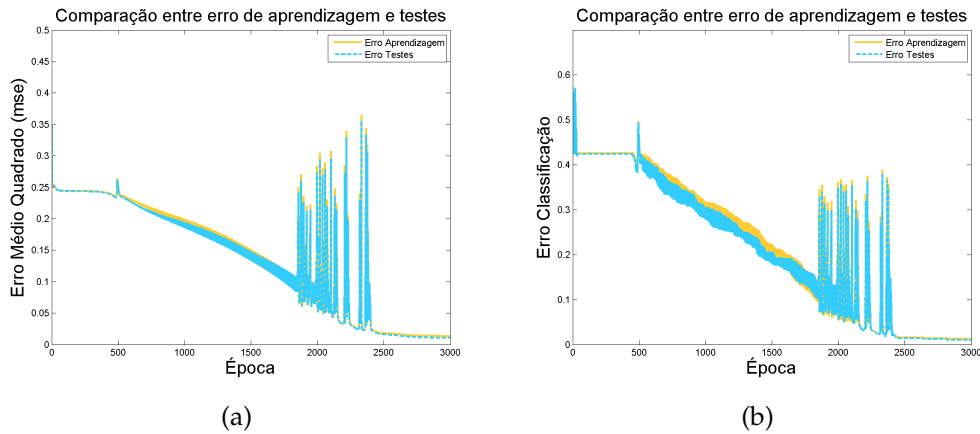 Comparação entre erro de aprendizagem e testes
0.5
0.45
0.4
0.35
0.3
0.25
0.2
0.15
0.1
0.05
0
Erro Médio Quadrado (mse)
Erro Aprendizagem
Erro Testes
0 500 1000 1500 2000 2500 3000
Época
(a)
Comparação entre erro de aprendizagem e testes
0.6
0.5
0.4
0.3
0.2
0.1
0
Erro Classificação
Erro Aprendizagem
Erro Testes
0 500 1000 1500 2000 2500 3000
Época
(b)